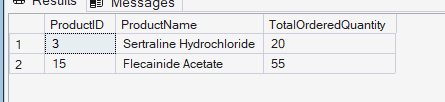 Results Messages
ProductID ProductName TotalOrderedQuantity
1 3 Sertraline Hydrochloride 20
2 15 Flecainide Acetate 55